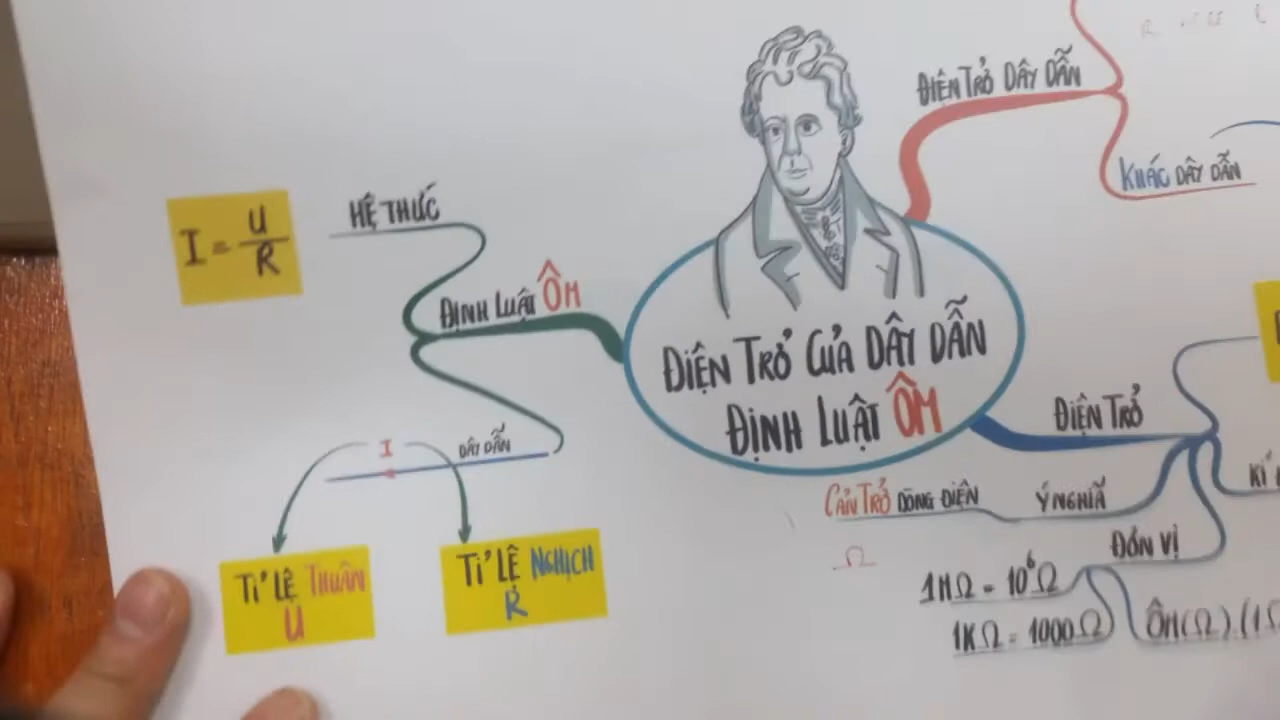 ĐIỆN TRỞ DÂY DẪN
KHÁC DÂY DẪN
HỆ THỨC
I = U
R
ĐỊNH LUẬT ÔM
ĐIỆN TRỞ CỦA DÂY DẪN
ĐỊNH LUẬT ÔM
I
DÂY DẪN
TỈ LỆ THUẬN
U
TỈ LỆ NGHỊCH
R
ĐIỆN TRỞ
CẢN TRỞ DÒNG ĐIỆN
Ý NGHĨA
Ω
ĐƠN VỊ
1MΩ = 10⁶Ω
1KΩ = 1000Ω
ÔM(Ω) (1Ω
KÍ